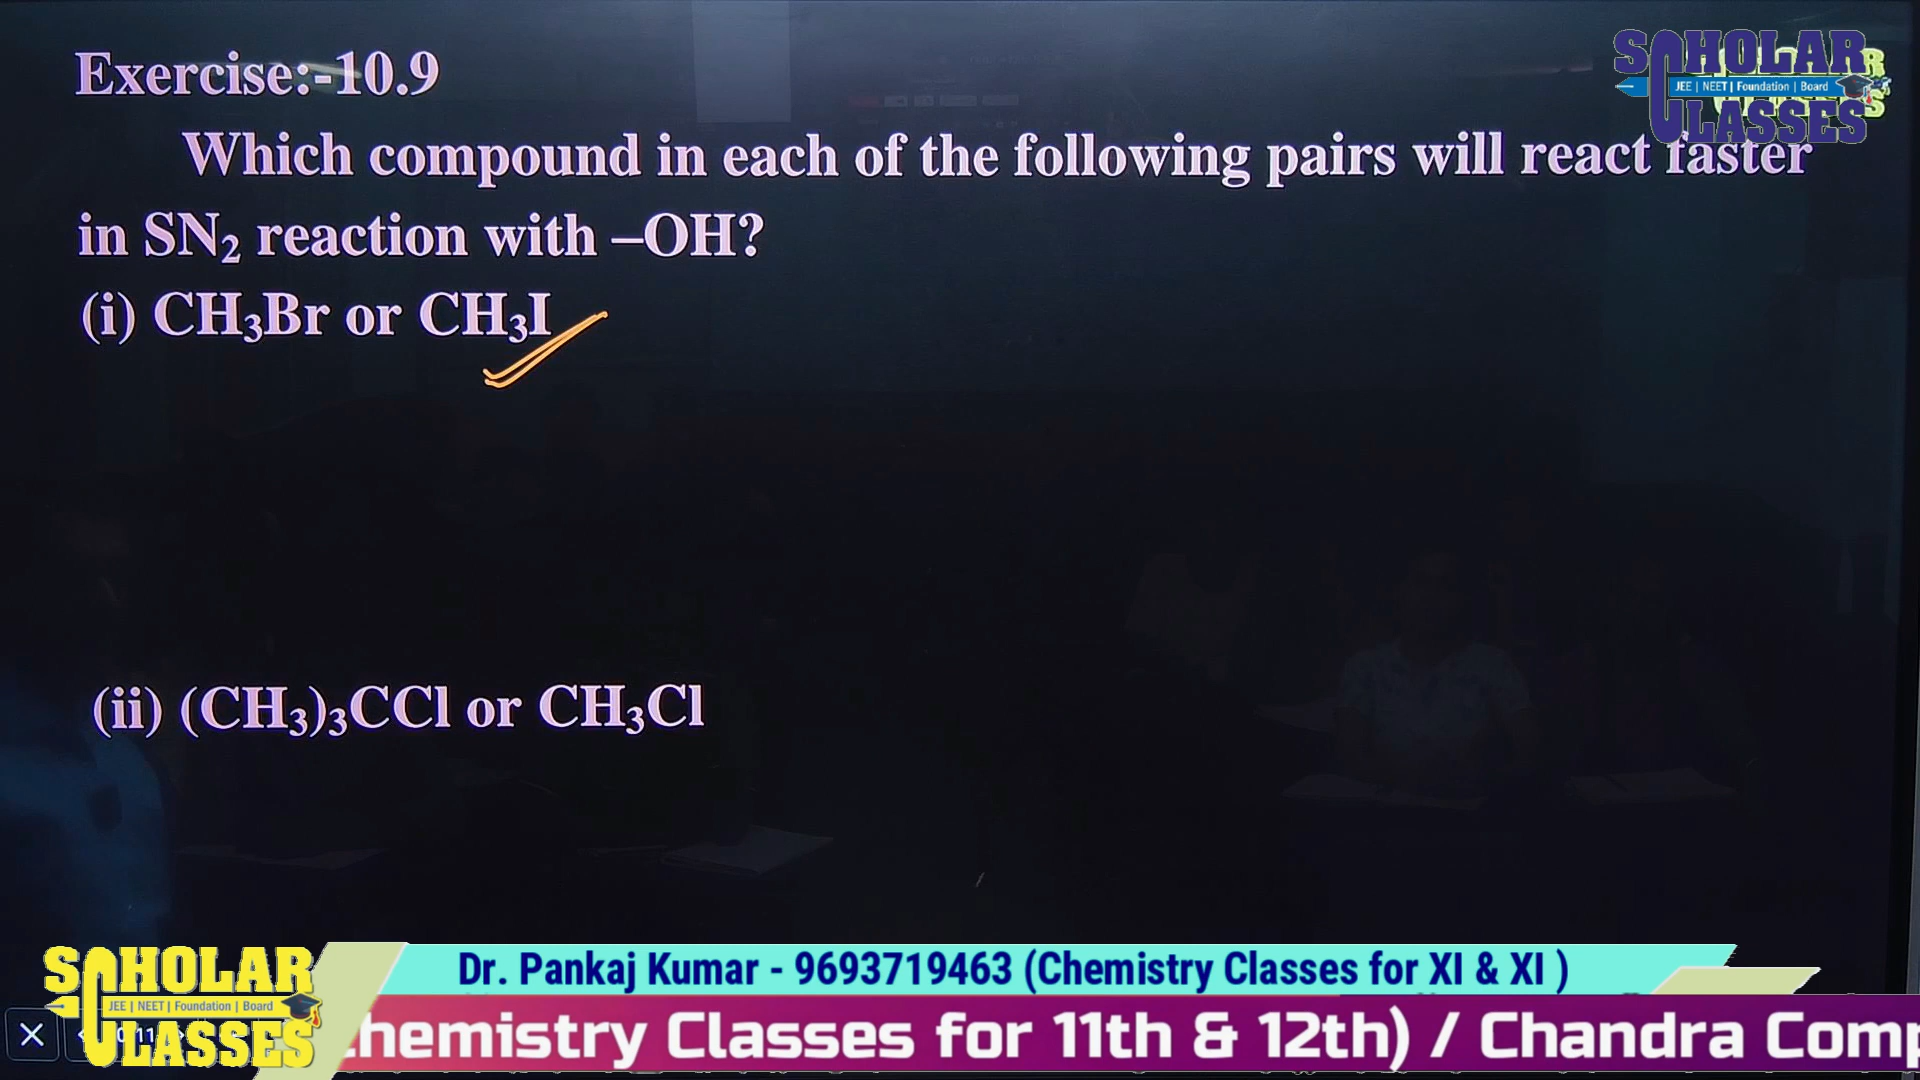 Exercise:-10.9
Which compound in each of the following pairs will react faster
in SN₂ reaction with –OH?
(i) CH₃Br or CH₃I
(ii) (CH₃)₃CCl or CH₃Cl
SCHOLAR
JEE | NEET | Foundation | Board
CLASSES
SCHOLAR
JEE | NEET | Foundation | Board
CLASSES
Dr. Pankaj Kumar - 9693719463 (Chemistry Classes for XI & XI )
hemistry Classes for 11th & 12th) / Chandra Comp